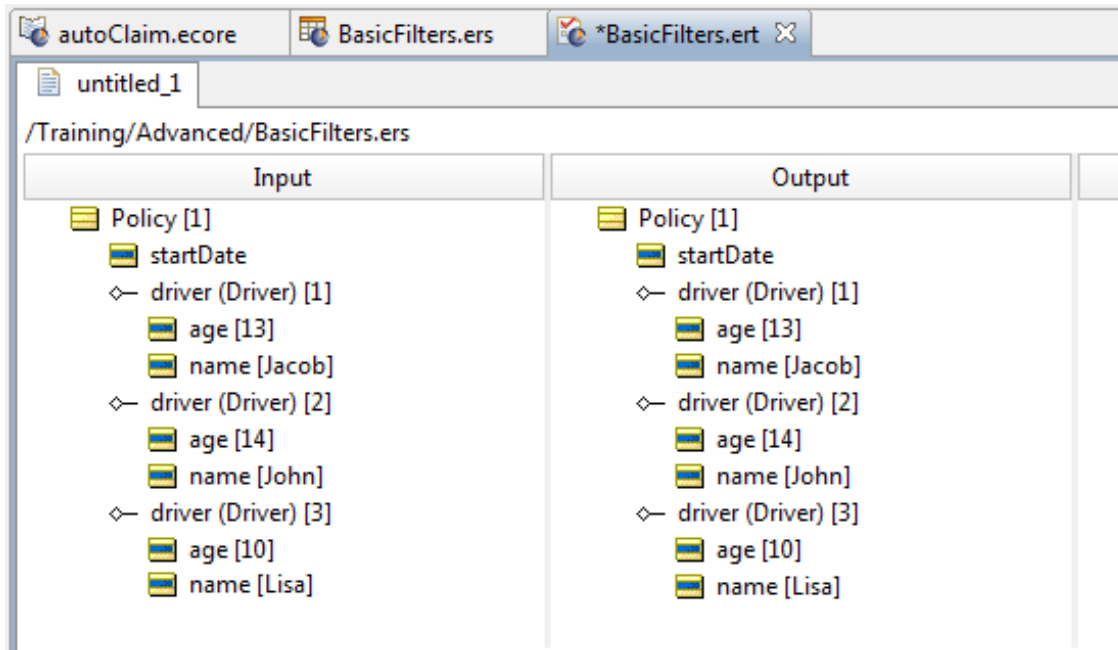 autoClaim.ecore BasicFilters.ers *BasicFilters.ert
untitled_1
/Training/Advanced/BasicFilters.ers
Input Output
Policy [1] Policy [1]
startDate startDate
driver (Driver) [1] driver (Driver) [1]
age [13] age [13]
name [Jacob] name [Jacob]
driver (Driver) [2] driver (Driver) [2]
age [14] age [14]
name [John] name [John]
driver (Driver) [3] driver (Driver) [3]
age [10] age [10]
name [Lisa] name [Lisa]